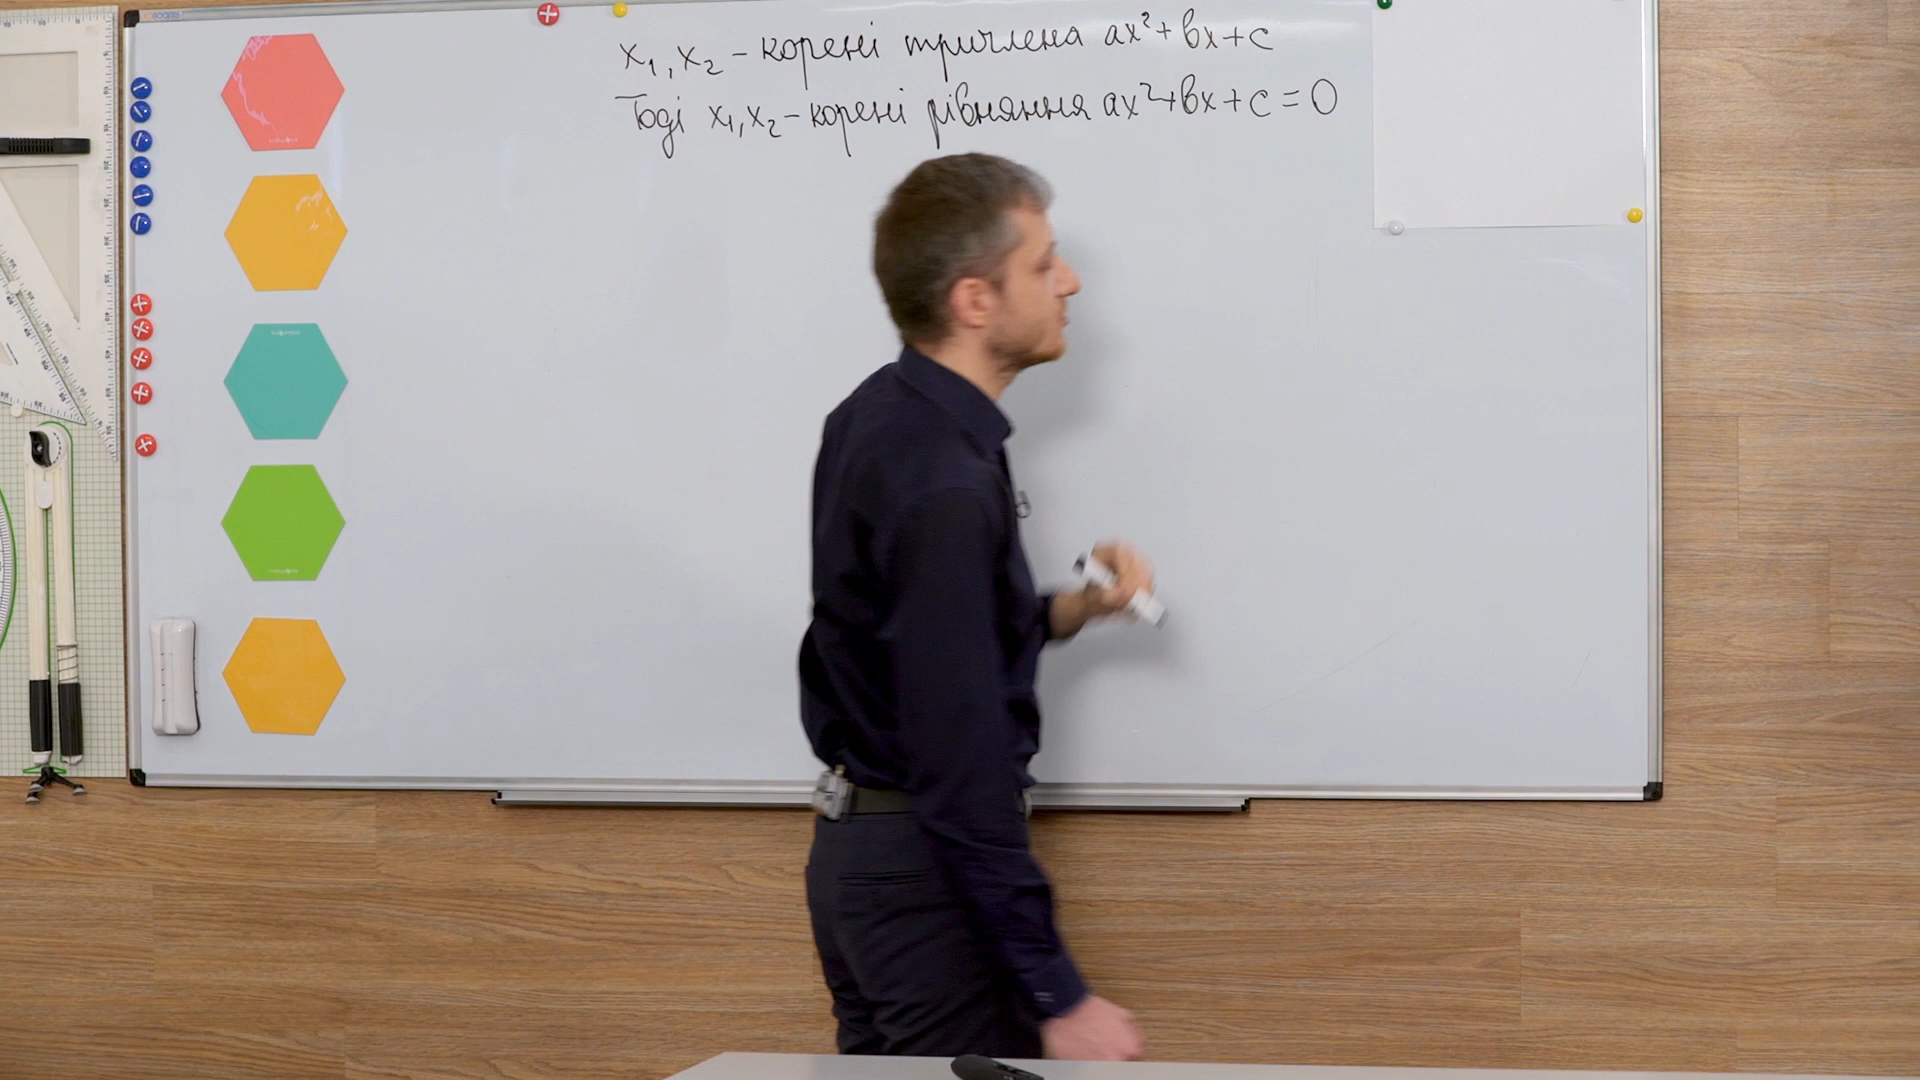 x₁, x₂ – корені тричлена ax²+bx+c
Тоді x₁, x₂ – корені рівняння ax²+bx+c=0